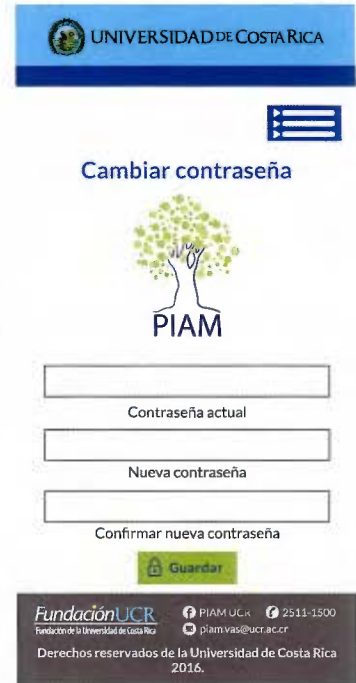 UNIVERSIDAD DE COSTA RICA
Cambiar contraseña
PIAM
Contraseña actual
Nueva contraseña
Confirmar nueva contraseña
Guardar
FundaciónUCR
Fundación de la Universidad de Costa Rica
PIAM UCR 2511-1500
piam.vas@ucr.ac.cr
Derechos reservados de la Universidad de Costa Rica
2016.